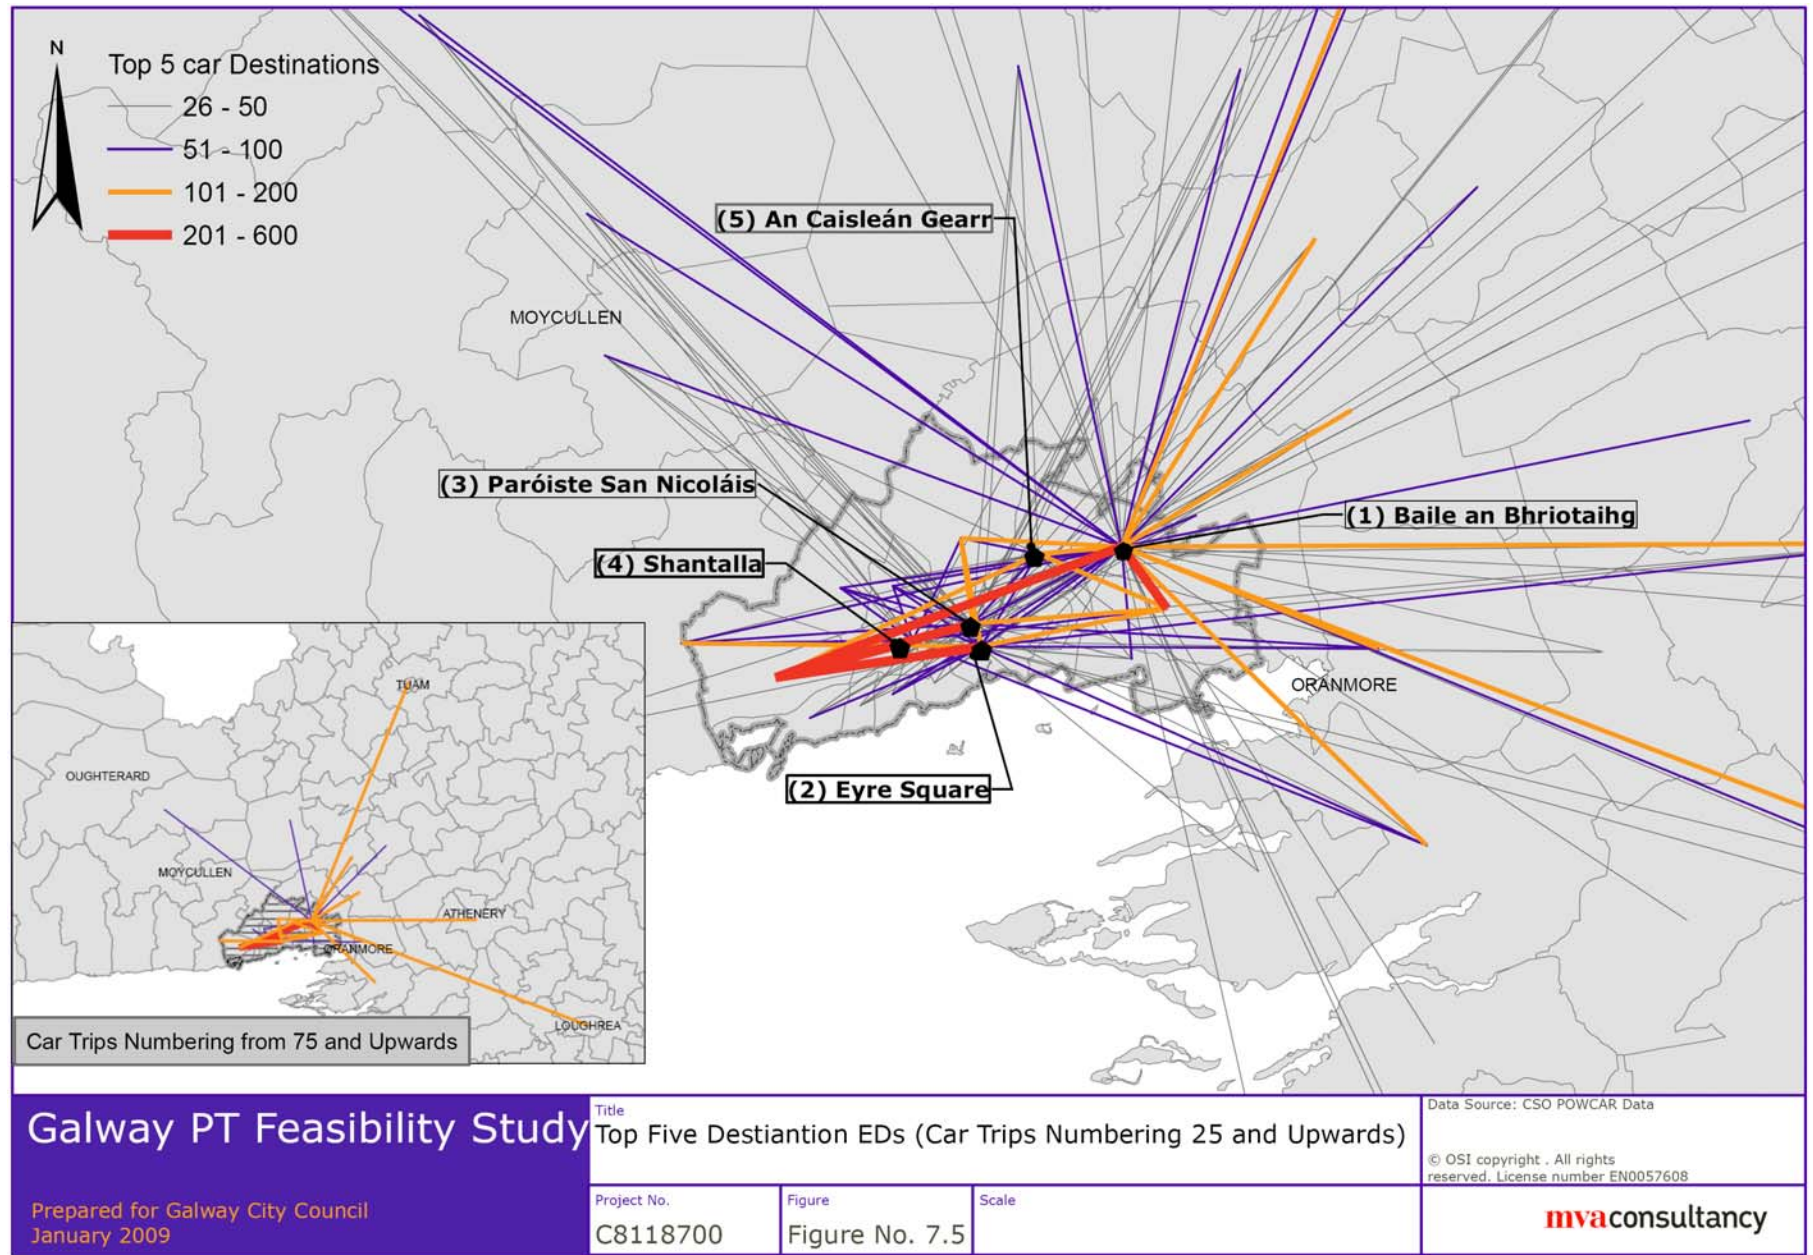 N
Top 5 car Destinations
26 - 50
51 - 100
101 - 200
201 - 600
(5) An Caisleán Gearr
MOYCULLEN
(3) Paróiste San Nicoláis
(1) Baile an Bhriotaihg
(4) Shantalla
ORANMORE
(2) Eyre Square
TUAM
OUGHTERARD
MOYCULLEN
ATHENERY
ORANMORE
LOUGHREA
Car Trips Numbering from 75 and Upwards
Galway PT Feasibility Study
Prepared for Galway City Council
January 2009
Title
Top Five Destiantion EDs (Car Trips Numbering 25 and Upwards)
Project No.
C8118700
Figure
Figure No. 7.5
Scale
Data Source: CSO POWCAR Data
© OSI copyright . All rights
reserved. License number EN0057608
mvaconsultancy